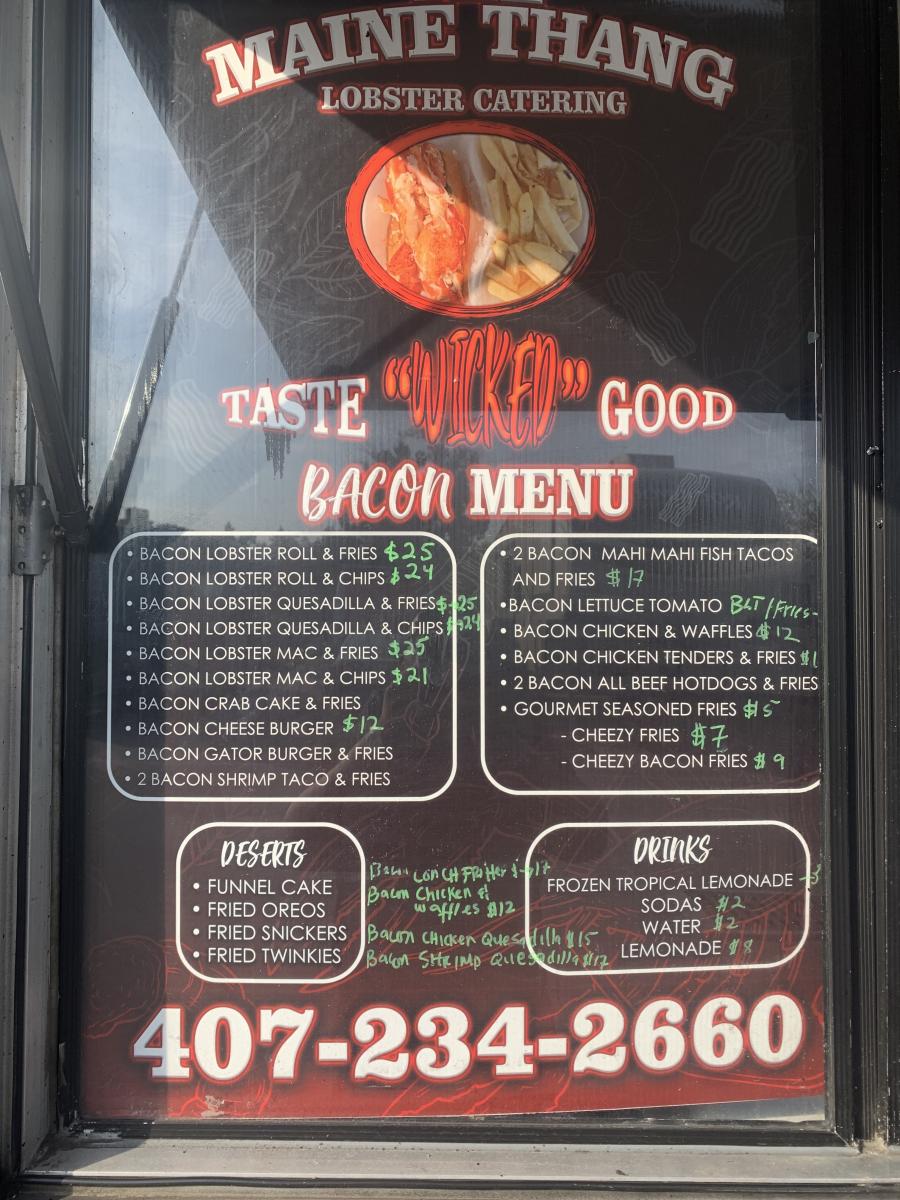 MAINE THANG
LOBSTER CATERING
TASTE "WICKED" GOOD
BACON MENU
• BACON LOBSTER ROLL & FRIES $25
• BACON LOBSTER ROLL & CHIPS $24
• BACON LOBSTER QUESADILLA & FRIES $25
• BACON LOBSTER QUESADILLA & CHIPS $24
• BACON LOBSTER MAC & FRIES $25
• BACON LOBSTER MAC & CHIPS $21
• BACON CRAB CAKE & FRIES
• BACON CHEESE BURGER $12
• BACON GATOR BURGER & FRIES
• 2 BACON SHRIMP TACO & FRIES
• 2 BACON MAHI MAHI FISH TACOS
AND FRIES $17
• BACON LETTUCE TOMATO BLT/Fries-
• BACON CHICKEN & WAFFLES $12
• BACON CHICKEN TENDERS & FRIES $1
• 2 BACON ALL BEEF HOTDOGS & FRIES
• GOURMET SEASONED FRIES $5
- CHEEZY FRIES $7
- CHEEZY BACON FRIES $9
DESERTS
• FUNNEL CAKE
• FRIED OREOS
• FRIED SNICKERS
• FRIED TWINKIES
Bacon CONCH Fritter
Bacon Chicken &
waffles $12
Bacon Chicken Quesadilla $15
Bacon SHRIMP Quesadilla $17
DRINKS
FROZEN TROPICAL LEMONADE
SODAS $2
WATER $2
LEMONADE $8
407-234-2660